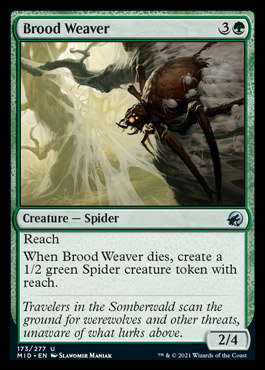 Brood Weaver 3
Creature — Spider
Reach
When Brood Weaver dies, create a
1/2 green Spider creature token with
reach.
Travelers in the Somberwald scan the
ground for werewolves and other threats,
unaware of what lurks above.
2/4
173/277 U
MID • EN Slawomir Maniak
™ & © 2021 Wizards of the Coast